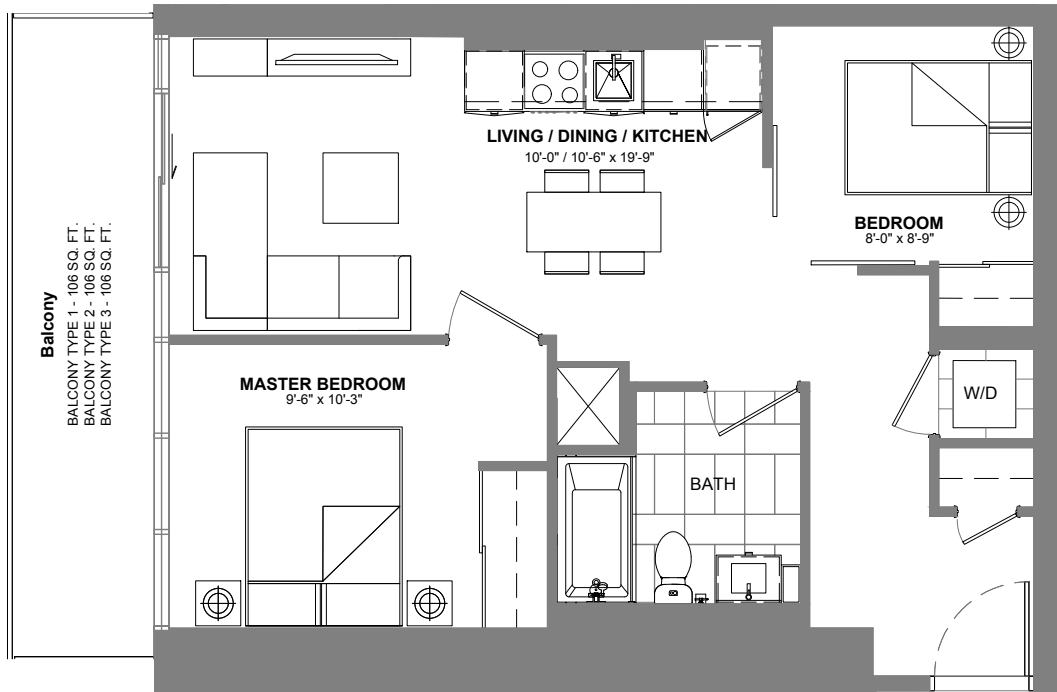 Balcony
BALCONY TYPE 1 - 106 SQ. FT.
BALCONY TYPE 2 - 106 SQ. FT.
BALCONY TYPE 3 - 106 SQ. FT.
LIVING / DINING / KITCHEN
10'-0" / 10'-6" x 19'-9"
BEDROOM
8'-0" x 8'-9"
MASTER BEDROOM
9'-6" x 10'-3"
W/D
BATH